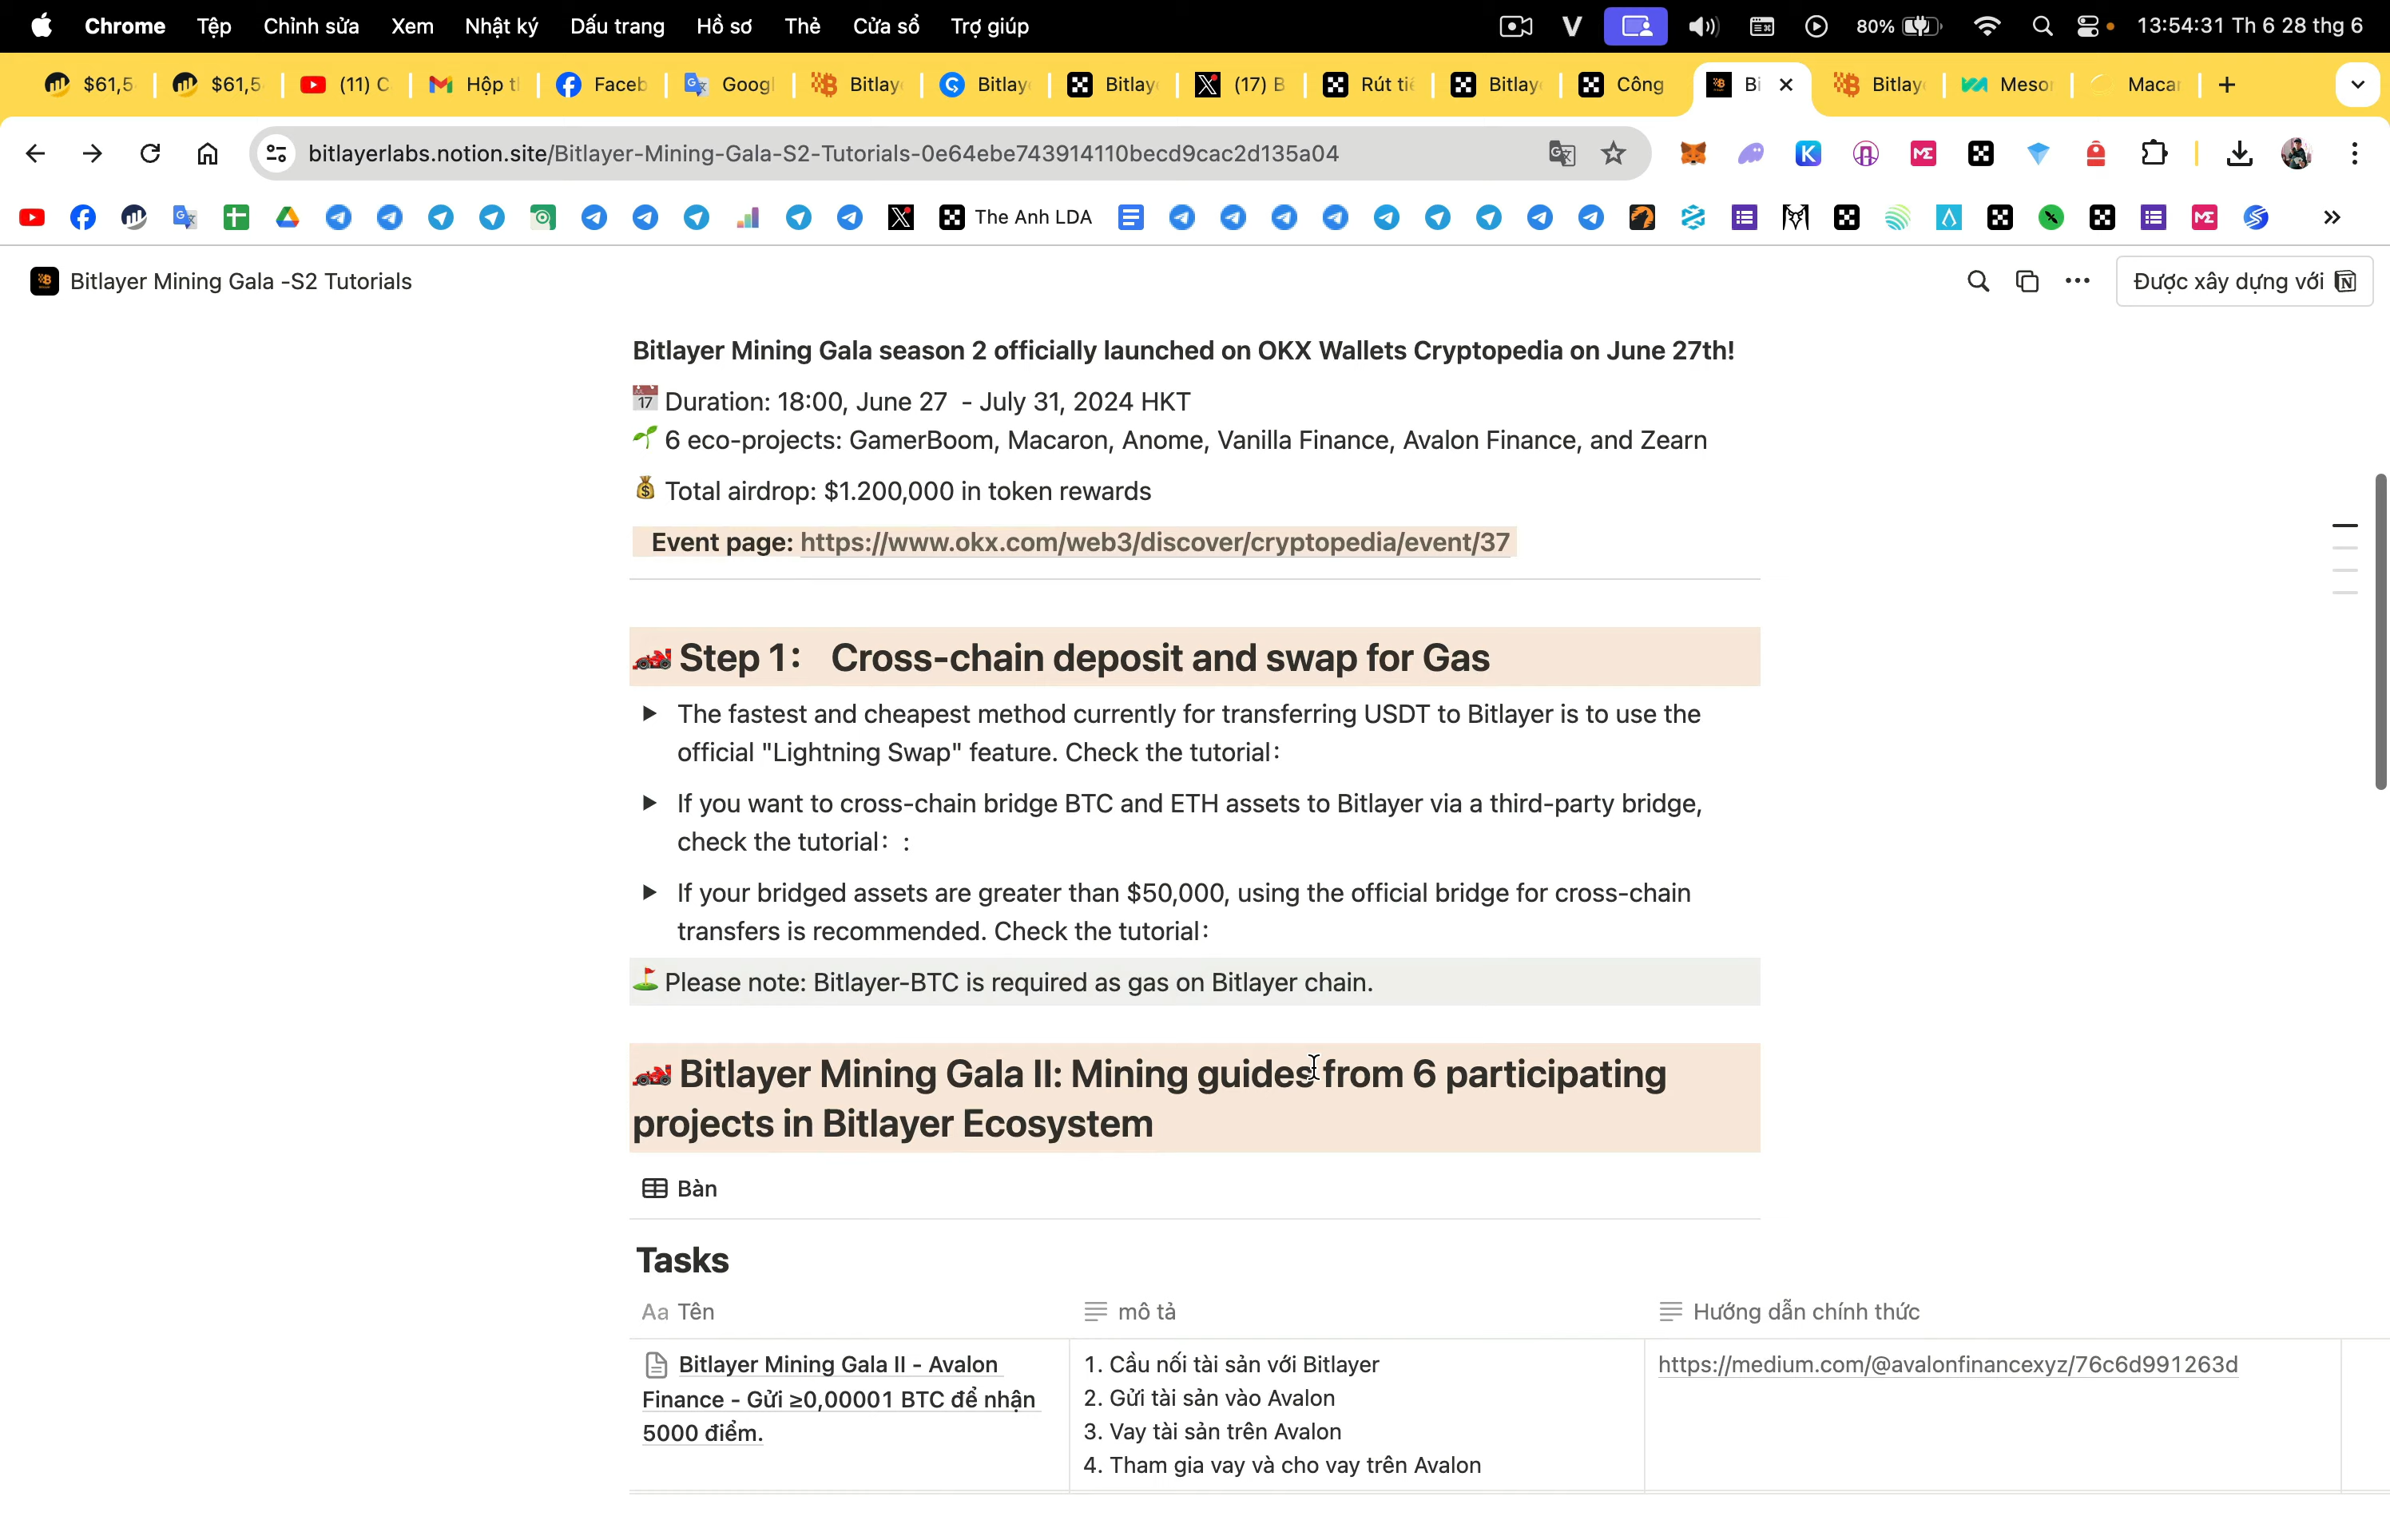 Chrome Tệp Chỉnh sửa Xem Nhật ký Dấu trang Hồ sơ Thẻ Cửa sổ Trợ giúp 80% 13:54:31 Th 6 28 thg 6
$61,5 $61,5 (11) C Hộp t Faceb Googl Bitlay Bitlay Bitlay (17) B Rút ti Bitlay Công Bi Bitlay Meso Maca
bitlayerlabs.notion.site/Bitlayer-Mining-Gala-S2-Tutorials-0e64ebe743914110becd9cac2d135a04
The Anh LDA
Bitlayer Mining Gala -S2 Tutorials
Được xây dựng với
Bitlayer Mining Gala season 2 officially launched on OKX Wallets Cryptopedia on June 27th!
Duration: 18:00, June 27 - July 31, 2024 HKT
6 eco-projects: GamerBoom, Macaron, Anome, Vanilla Finance, Avalon Finance, and Zearn
Total airdrop: $1.200,000 in token rewards
Event page: https://www.okx.com/web3/discover/cryptopedia/event/37
Step 1： Cross-chain deposit and swap for Gas
The fastest and cheapest method currently for transferring USDT to Bitlayer is to use the
official "Lightning Swap" feature. Check the tutorial：
If you want to cross-chain bridge BTC and ETH assets to Bitlayer via a third-party bridge,
check the tutorial：:
If your bridged assets are greater than $50,000, using the official bridge for cross-chain
transfers is recommended. Check the tutorial：
Please note: Bitlayer-BTC is required as gas on Bitlayer chain.
Bitlayer Mining Gala II: Mining guides from 6 participating
projects in Bitlayer Ecosystem
Bàn
Tasks
Aa Tên mô tả Hướng dẫn chính thức
Bitlayer Mining Gala II - Avalon
Finance - Gửi ≥0,00001 BTC để nhận
5000 điểm.
1. Cầu nối tài sản với Bitlayer
2. Gửi tài sản vào Avalon
3. Vay tài sản trên Avalon
4. Tham gia vay và cho vay trên Avalon
https://medium.com/@avalonfinancexyz/76c6d991263d